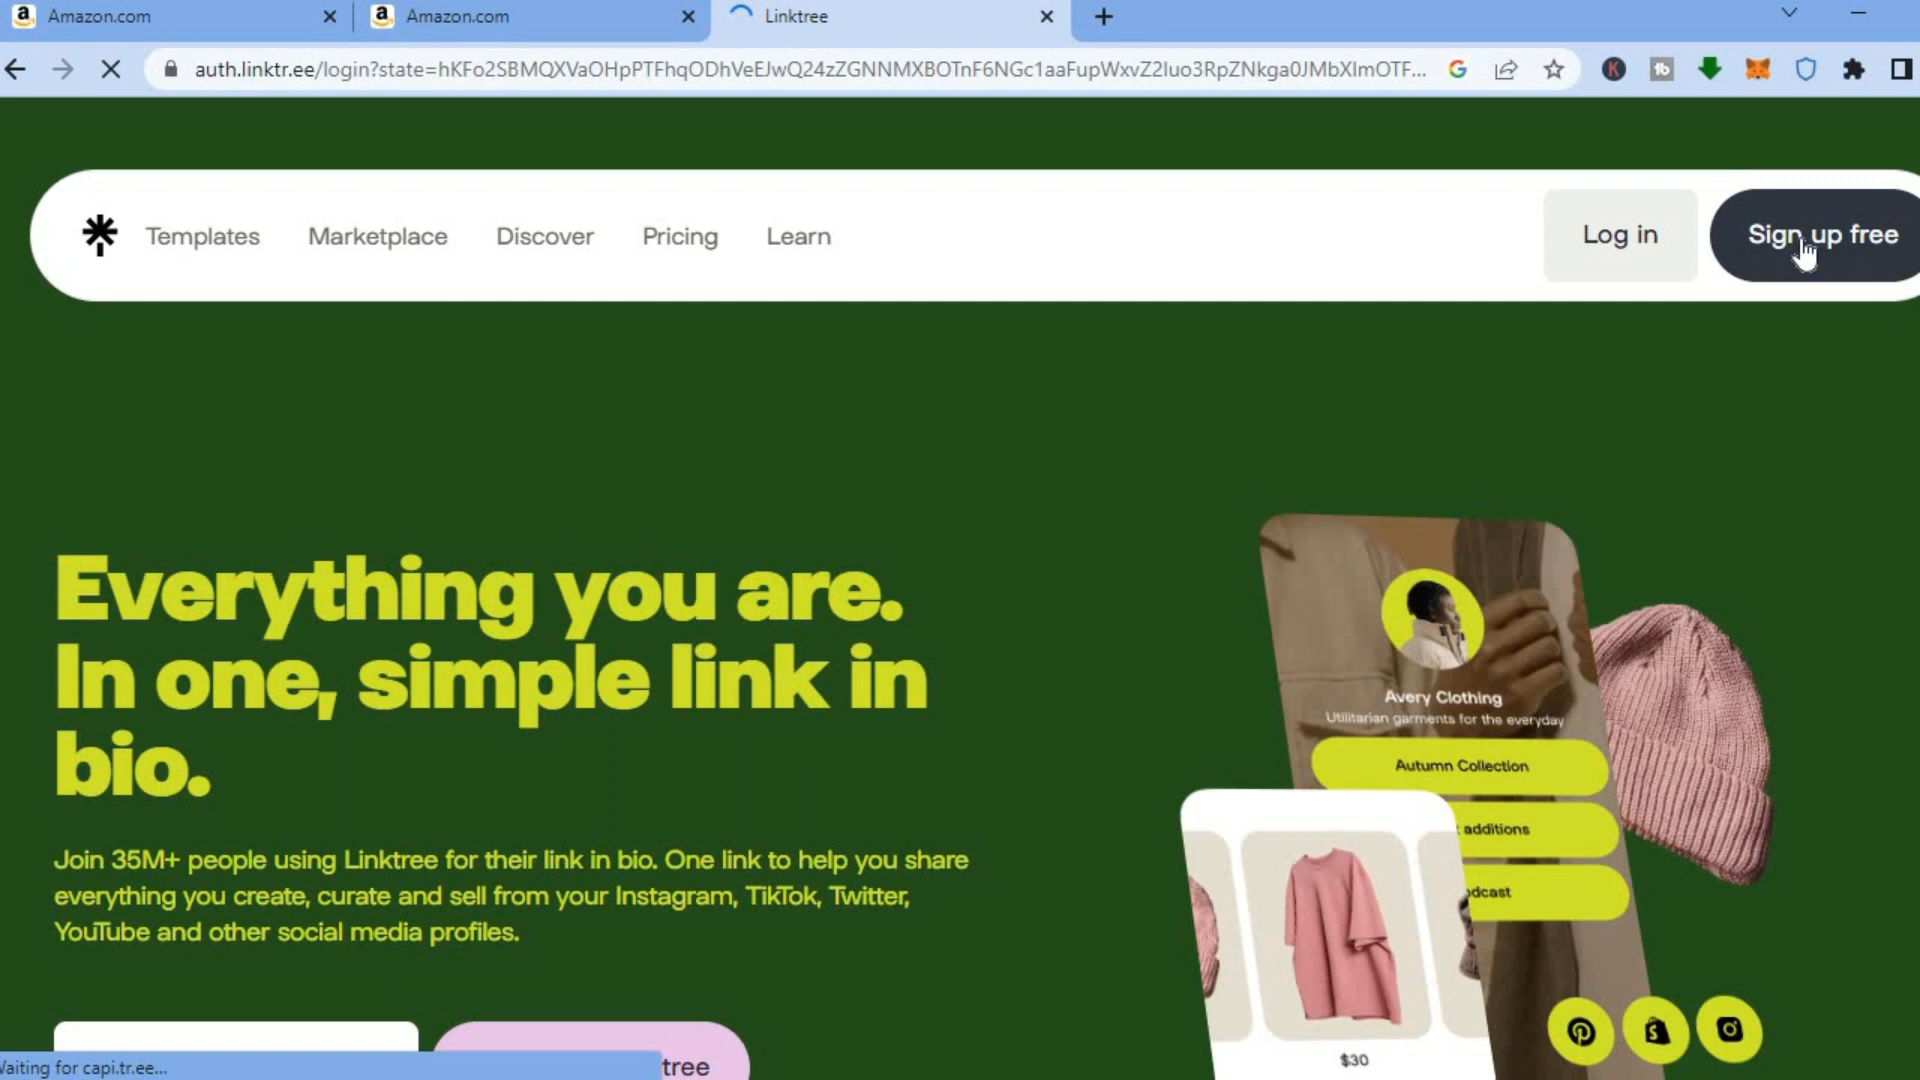 Amazon.com
Amazon.com
Linktree
auth.linktr.ee/login?state=
Templates
Marketplace
Discover
Pricing
Learn
Log in
Sign up free
Everything you are.
In one, simple link in
bio.
Join 35M+ people using Linktree for their link in bio. One link to help you share
everything you create, curate and sell from your Instagram, TikTok, Twitter,
YouTube and other social media profiles.
Avery Clothing
Utilitarian garments for the everyday
Autumn Collection
additions
$30
tree
for capi.tr.ee...